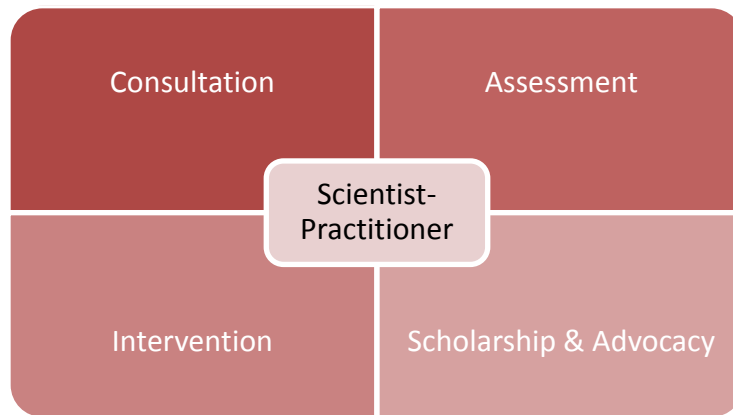 Consultation
Assessment
Scientist-
Practitioner
Intervention
Scholarship & Advocacy